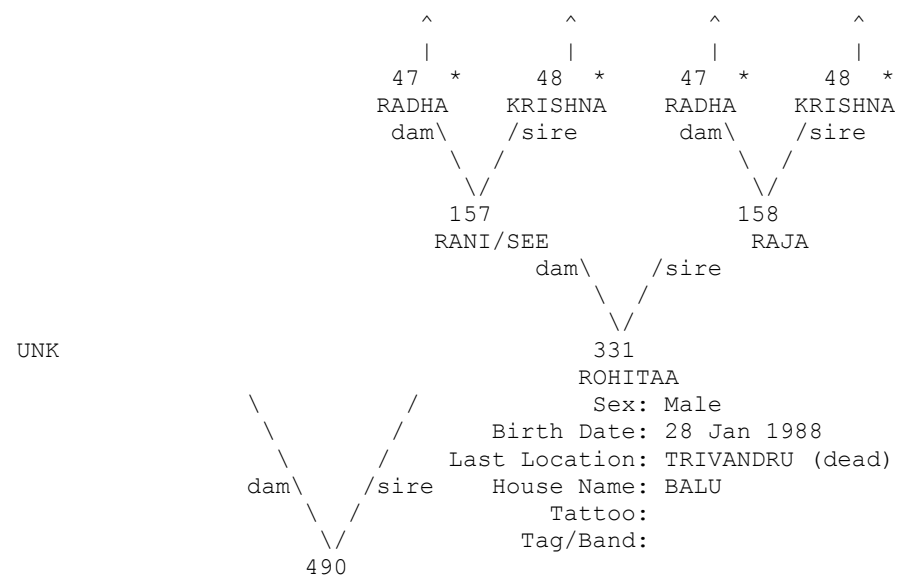 ^ ^ ^ ^
| | | |
47 * 48 * 47 * 48 *
RADHA KRISHNA RADHA KRISHNA
dam\ /sire dam\ /sire
\ / \ /
\/ \/
157 158
RANI/SEE RAJA
dam\ /sire
\ /
\/
UNK 331
ROHITAA
\ / Sex: Male
\ / Birth Date: 28 Jan 1988
\ / Last Location: TRIVANDRU (dead)
dam\ /sire House Name: BALU
\ / Tattoo:
\/ Tag/Band:
490